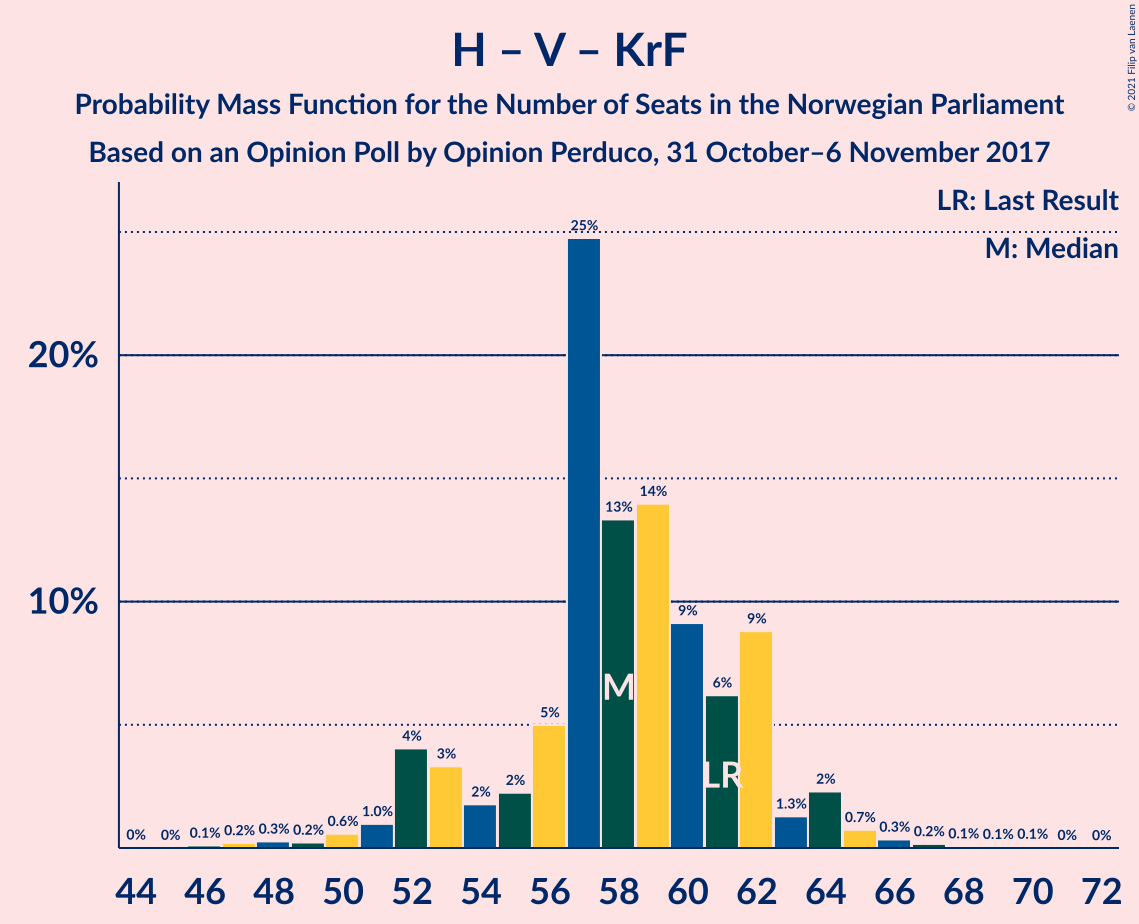 © 2021 Filip van Laenen
H – V – KrF
Probability Mass Function for the Number of Seats in the Norwegian Parliament
Based on an Opinion Poll by Opinion Perduco, 31 October–6 November 2017
LR: Last Result
M: Median
25%
20%
14%
13%
10%
9%
9%
M
6%
5%
4%
3%
LR
2%
2%
2%
0% 0% 0.1% 0.2% 0.3% 0.2% 0.6% 1.0% 1.3% 0.7% 0.3% 0.2% 0.1% 0.1% 0.1% 0% 0%
44 46 48 50 52 54 56 58 60 62 64 66 68 70 72